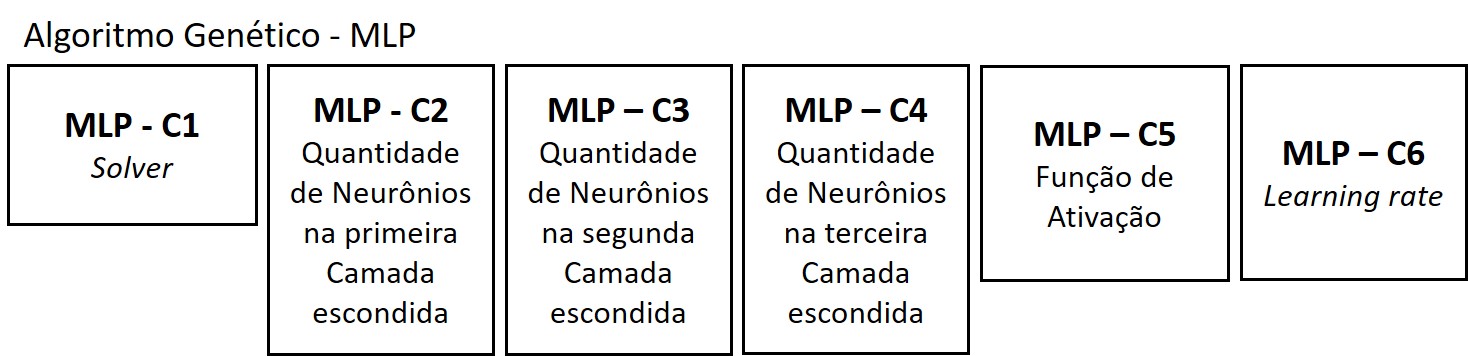 Algoritmo Genético - MLP
MLP - C1
Solver
MLP - C2
Quantidade
de Neurônios
na primeira
Camada
escondida
MLP – C3
Quantidade
de Neurônios
na segunda
Camada
escondida
MLP – C4
Quantidade
de Neurônios
na terceira
Camada
escondida
MLP – C5
Função de
Ativação
MLP – C6
Learning rate